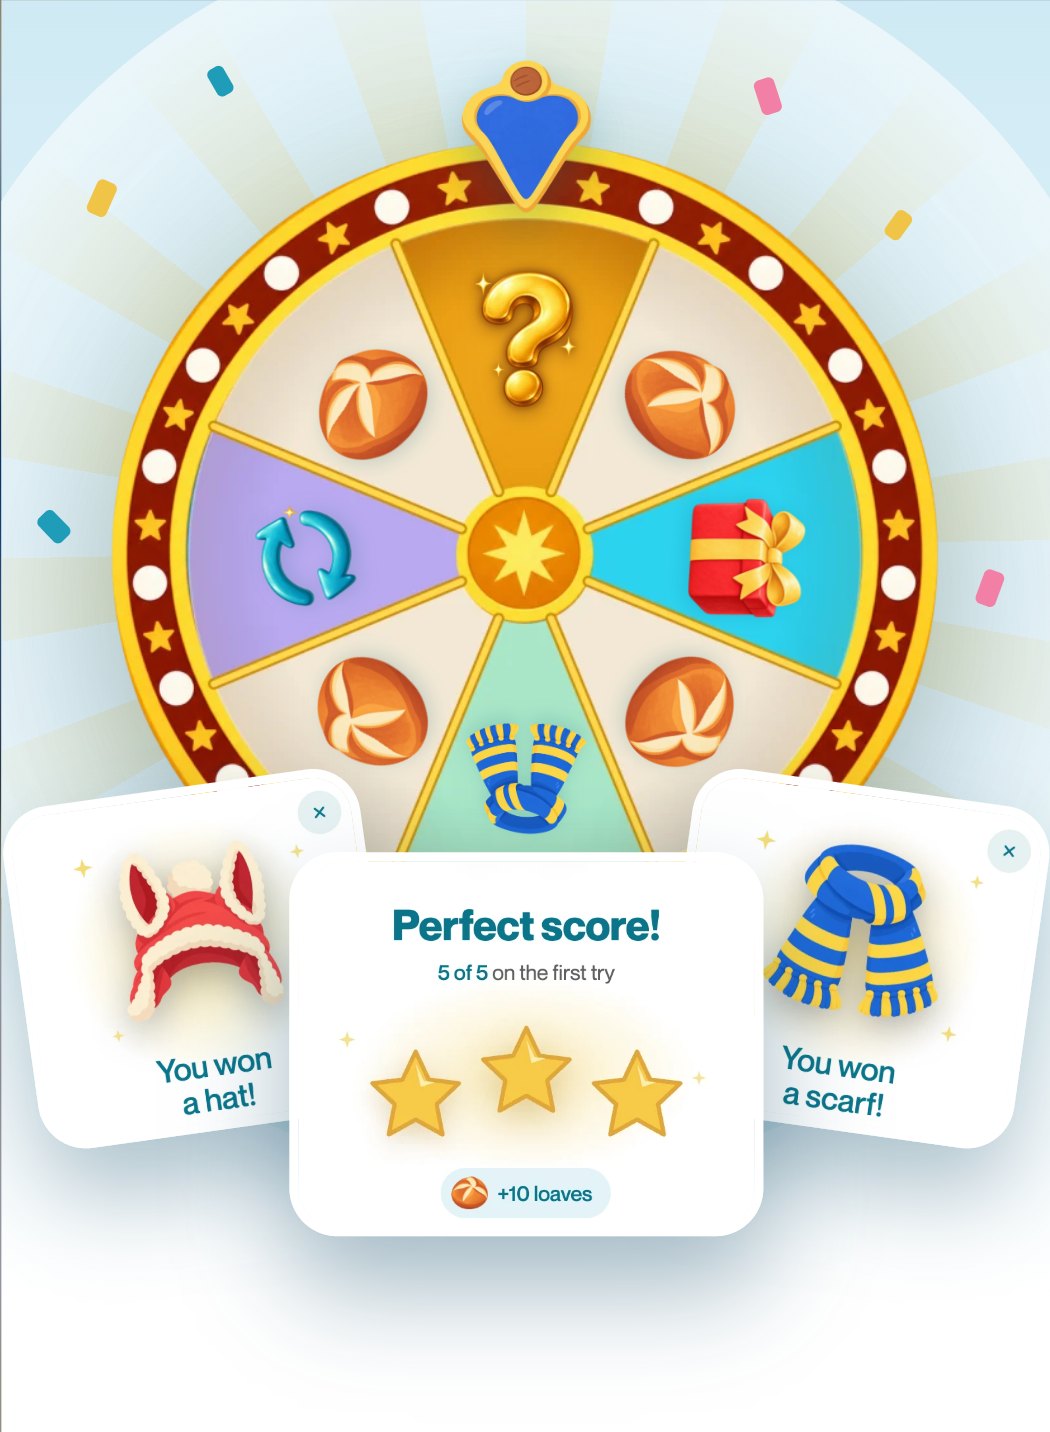 Perfect score!
5 of 5 on the first try
You won
a hat!
You won
a scarf!
+10 loaves